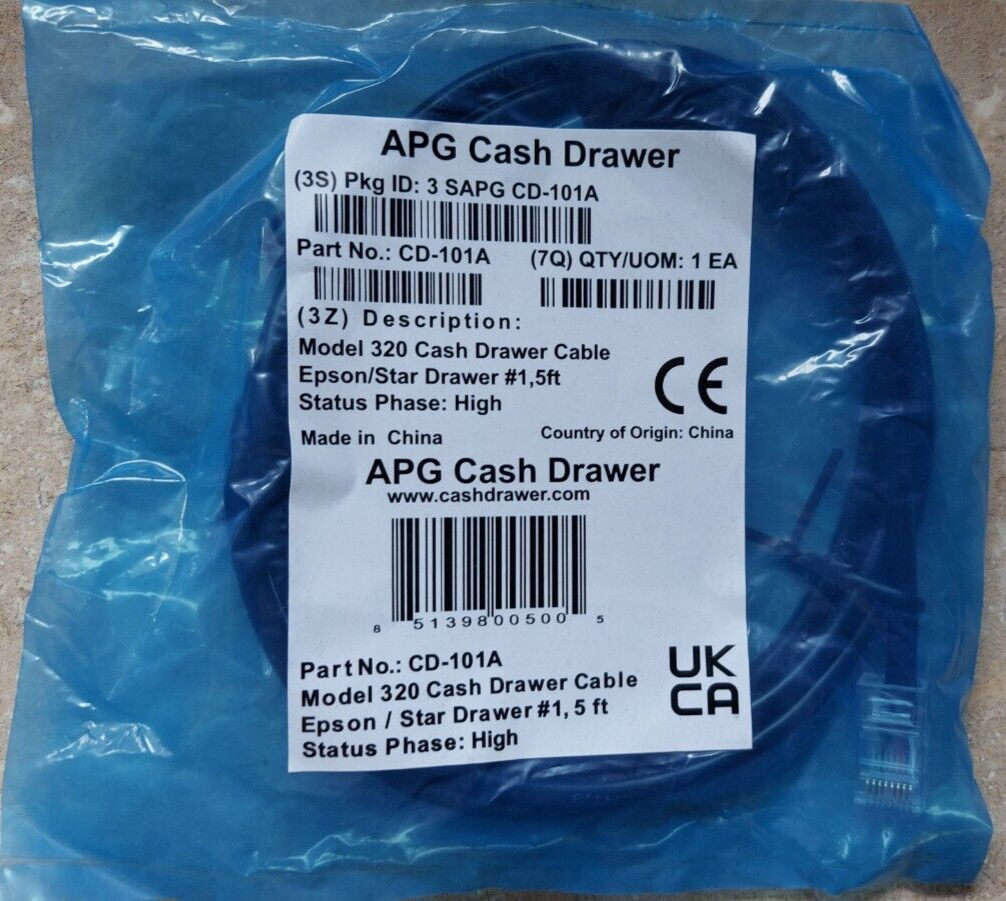 APG Cash Drawer
(3S) Pkg ID: 3 SAPG CD-101A
Part No.: CD-101A (7Q) QTY/UOM: 1 EA
(3Z) Description:
Model 320 Cash Drawer Cable
Epson/Star Drawer #1,5ft
Status Phase: High
CE
Made in China Country of Origin: China
APG Cash Drawer
www.cashdrawer.com
8 51398 00500 5
Part No.: CD-101A
Model 320 Cash Drawer Cable
Epson / Star Drawer #1, 5 ft
Status Phase: High
UK
CA